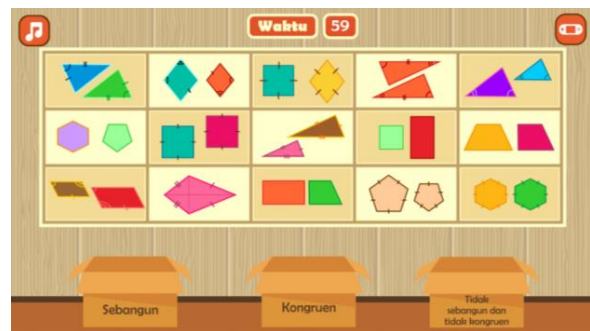 Waktu 59
Sebangun
Kongruen
Tidak
sebangun dan
tidak kongruen